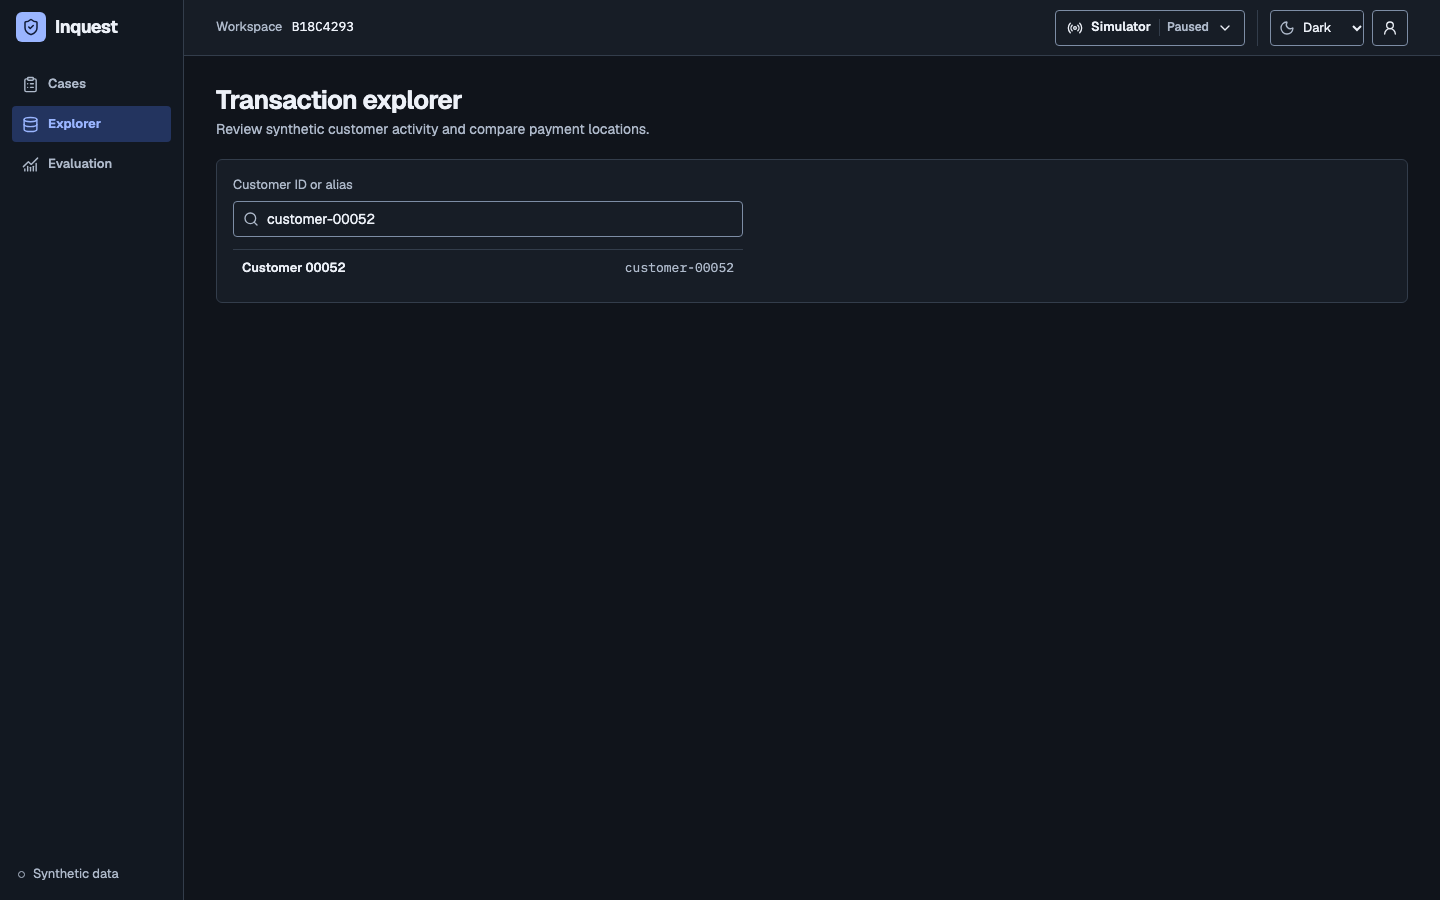 Inquest
Workspace B18C4293
Simulator Paused
Dark
Cases
Explorer
Evaluation
Transaction explorer
Review synthetic customer activity and compare payment locations.
Customer ID or alias
customer-00052
Customer 00052 customer-00052
Synthetic data